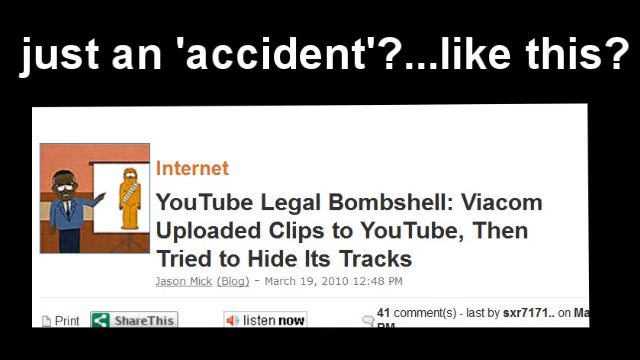 just an 'accident'?...like this?
Internet
YouTube Legal Bombshell: Viacom
Uploaded Clips to YouTube, Then
Tried to Hide Its Tracks
Jason Mick (Blog) - March 19, 2010 12:48 PM
Print ShareThis listen now 41 comment(s) - last by sxr7171.. on Ma
PM